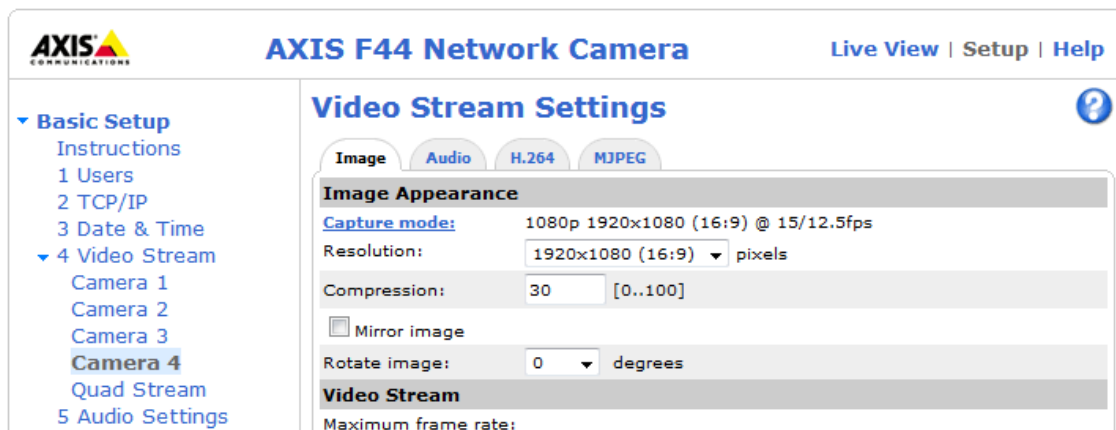 AXIS
COMMUNICATIONS
AXIS F44 Network Camera
Live View | Setup | Help
Basic Setup
Instructions
1 Users
2 TCP/IP
3 Date & Time
4 Video Stream
Camera 1
Camera 2
Camera 3
Camera 4
Quad Stream
5 Audio Settings
Video Stream Settings
?
Image Audio H.264 MJPEG
Image Appearance
Capture mode: 1080p 1920x1080 (16:9) @ 15/12.5fps
Resolution: 1920x1080 (16:9) pixels
Compression: 30 [0..100]
Mirror image
Rotate image: 0 degrees
Video Stream
Maximum frame rate: